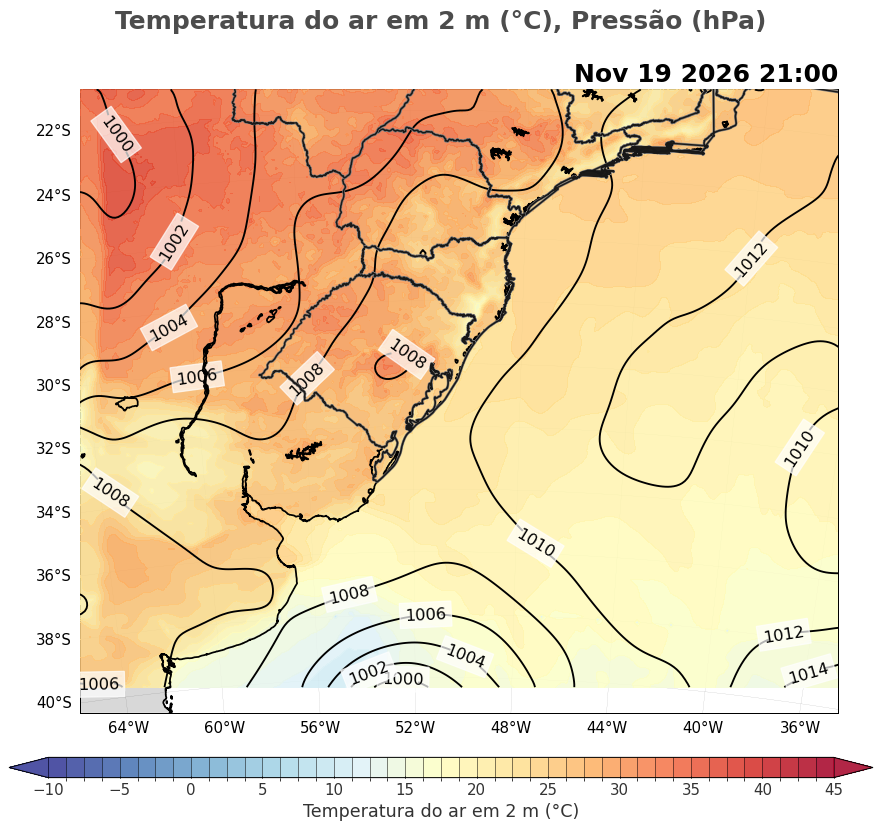 Temperatura do ar em 2 m (°C), Pressão (hPa)
Nov 19 2026 21:00
22°S
24°S
26°S
28°S
30°S
32°S
34°S
36°S
38°S
40°S
1000
1002
1004
1006
1008
1008
1008
1012
1010
1010
1008
1006
1004
1002
1000
1006
1012
1014
64°W 60°W 56°W 52°W 48°W 44°W 40°W 36°W
−10 −5 0 5 10 15 20 25 30 35 40 45
Temperatura do ar em 2 m (°C)